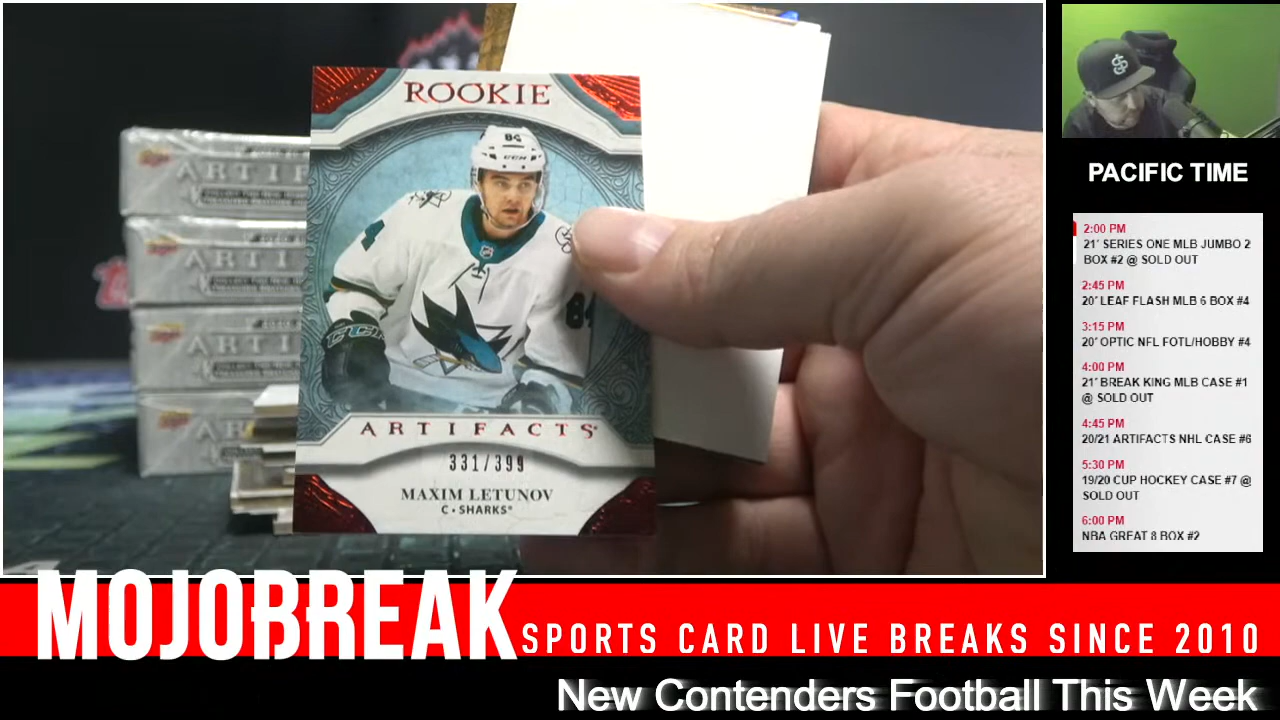 ROOKIE
84
CCM
84
ARTIFACTS
331/399
MAXIM LETUNOV
C • SHARKS
PACIFIC TIME
2:00 PM
21' SERIES ONE MLB JUMBO 2
BOX #2 @ SOLD OUT
2:45 PM
20' LEAF FLASH MLB 6 BOX #4
3:15 PM
20' OPTIC NFL FOTL/HOBBY #4
4:00 PM
21' BREAK KING MLB CASE #1
@ SOLD OUT
4:45 PM
20/21 ARTIFACTS NHL CASE #6
5:30 PM
19/20 CUP HOCKEY CASE #7 @
SOLD OUT
6:00 PM
NBA GREAT 8 BOX #2
MOJOBREAK
SPORTS CARD LIVE BREAKS SINCE 2010
New Contenders Football This Week